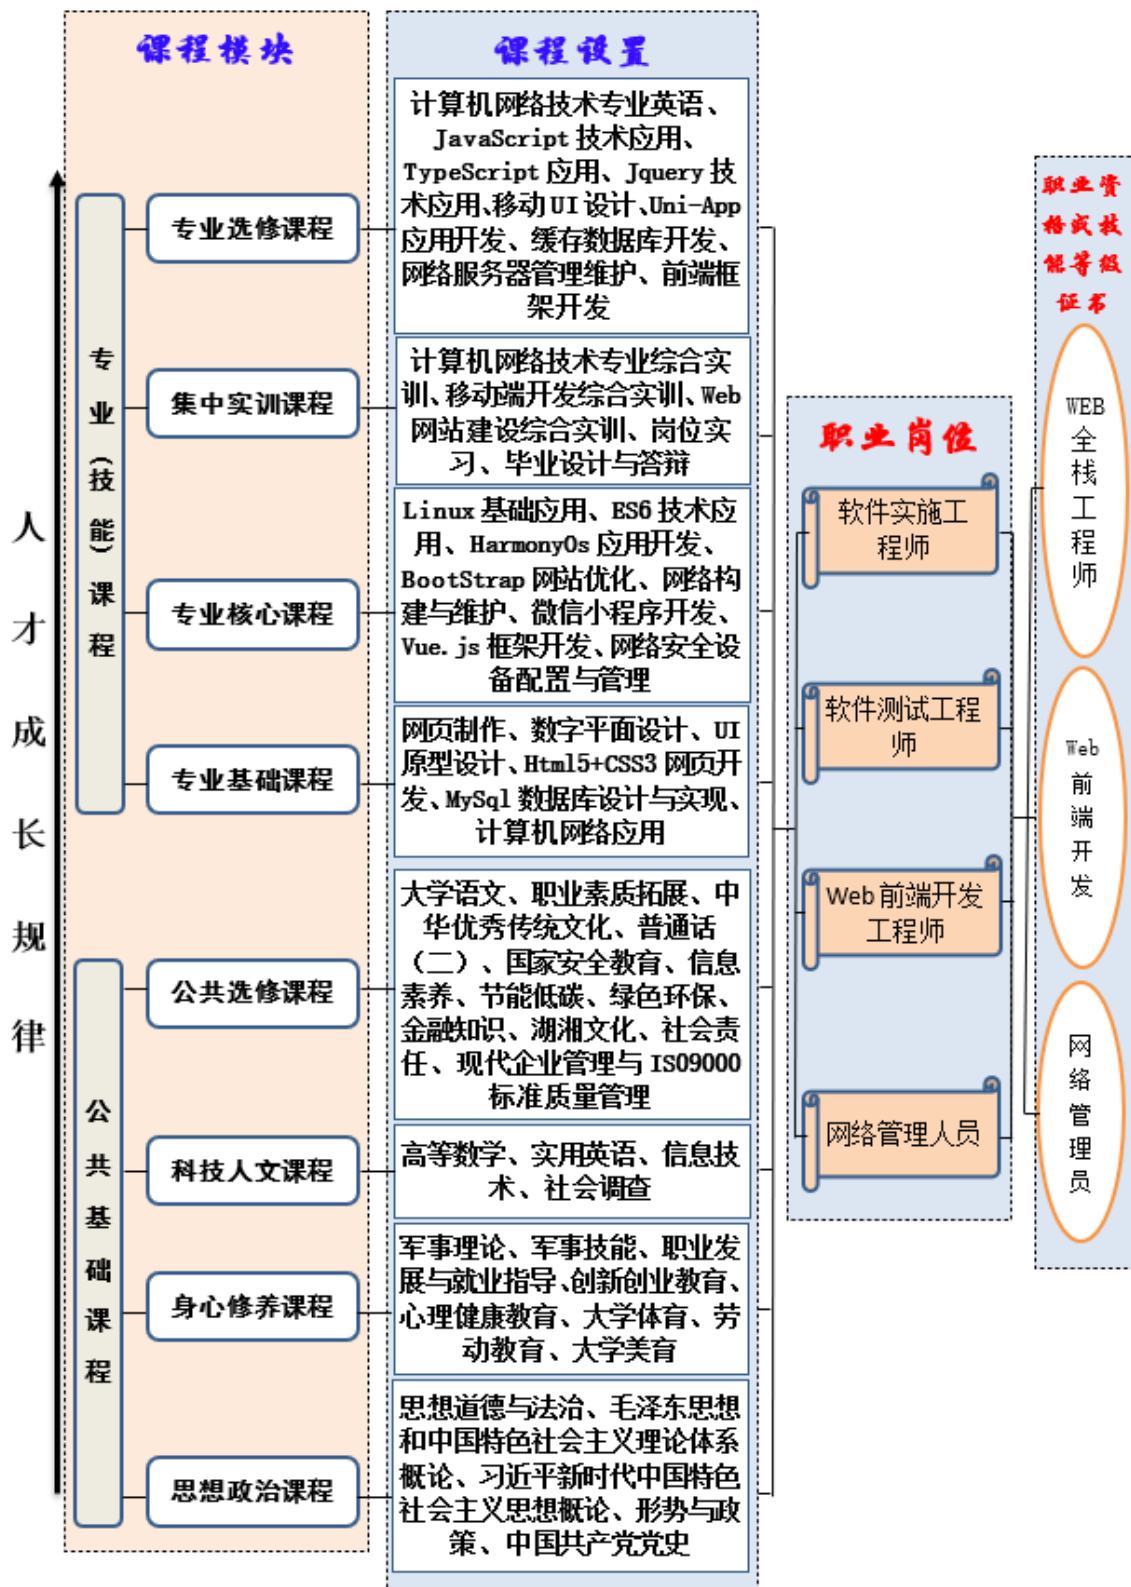 课程模块
课程设置
人才成长规律
专业（技能）课程
专业选修课程
计算机网络技术专业英语、
JavaScript 技术应用、
TypeScript 应用、Jquery 技
术应用、移动 UI 设计、Uni-App
应用开发、缓存数据库开发、
网络服务器管理维护、前端框
架开发
集中实训课程
计算机网络技术专业综合实
训、移动端开发综合实训、Web
网站建设综合实训、岗位实
习、毕业设计与答辩
专业核心课程
Linux 基础应用、ES6 技术应
用、HarmonyOs 应用开发、
BootStrap 网站优化、网络构
建与维护、微信小程序开发、
Vue.js 框架开发、网络安全设
备配置与管理
专业基础课程
网页制作、数字平面设计、UI
原型设计、Html5+CSS3 网页开
发、MySql 数据库设计与实现、
计算机网络应用
公共基础课程
公共选修课程
大学语文、职业素质拓展、中
华优秀传统文化、普通话
（二）、国家安全教育、信息
素养、节能低碳、绿色环保、
金融知识、湖湘文化、社会责
任、现代企业管理与 ISO9000
标准质量管理
科技人文课程
高等数学、实用英语、信息技
术、社会调查
身心修养课程
军事理论、军事技能、职业发
展与就业指导、创新创业教育、
心理健康教育、大学体育、劳
动教育、大学美育
思想政治课程
思想道德与法治、毛泽东思想
和中国特色社会主义理论体系
概论、习近平新时代中国特色
社会主义思想概论、形势与政
策、中国共产党党史
职业岗位
软件实施工
程师
软件测试工程
师
Web 前端开发
工程师
网络管理人员
职业资
格或技
能等级
证书
WEB
全栈工程师
Web
前端开发
网络管理员